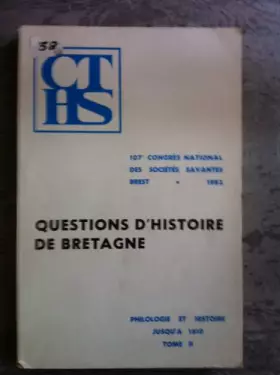 58
CT
HS
107e CONGRÈS NATIONAL
DES SOCIÉTÉS SAVANTES
BREST • 1982
QUESTIONS D'HISTOIRE
DE BRETAGNE
PHILOLOGIE ET HISTOIRE
JUSQU'A 1610
TOME II